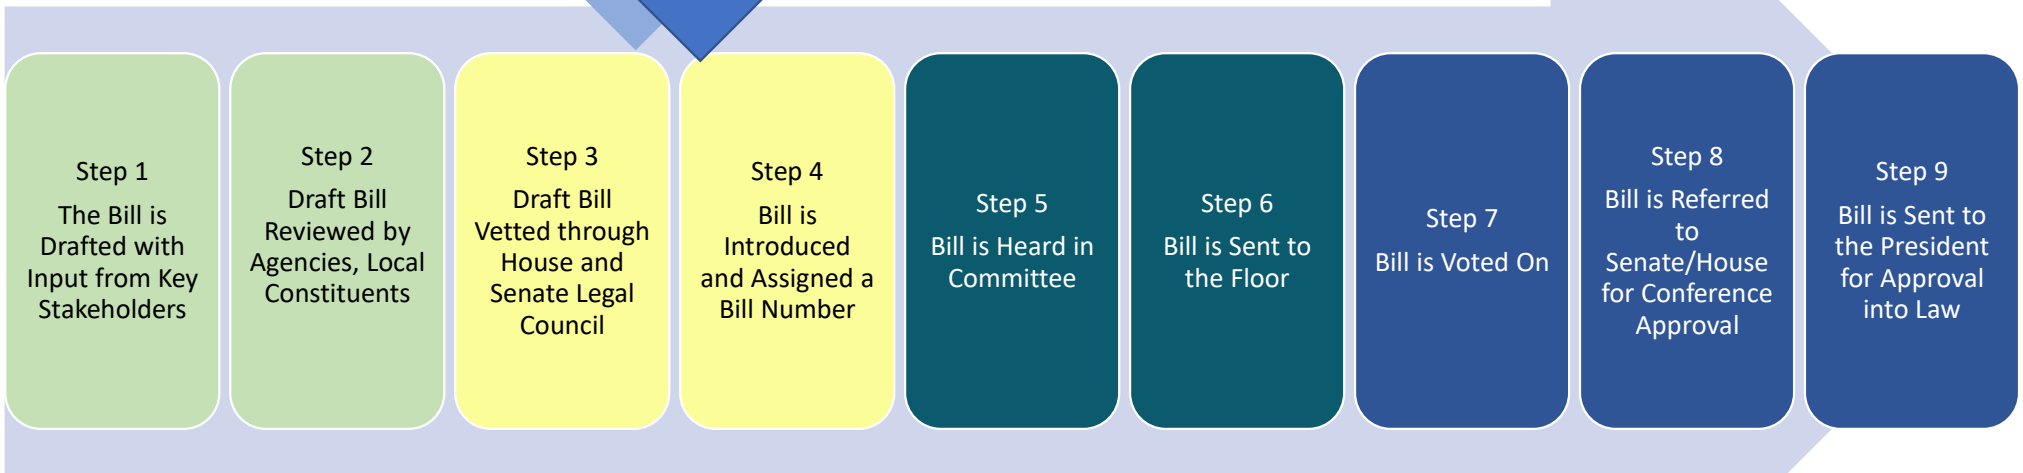 Step 1
The Bill is
Drafted with
Input from Key
Stakeholders
Step 2
Draft Bill
Reviewed by
Agencies, Local
Constituents
Step 3
Draft Bill
Vetted through
House and
Senate Legal
Council
Step 4
Bill is
Introduced
and Assigned a
Bill Number
Step 5
Bill is Heard in
Committee
Step 6
Bill is Sent to
the Floor
Step 7
Bill is Voted On
Step 8
Bill is Referred
to
Senate/House
for Conference
Approval
Step 9
Bill is Sent to
the President
for Approval
into Law